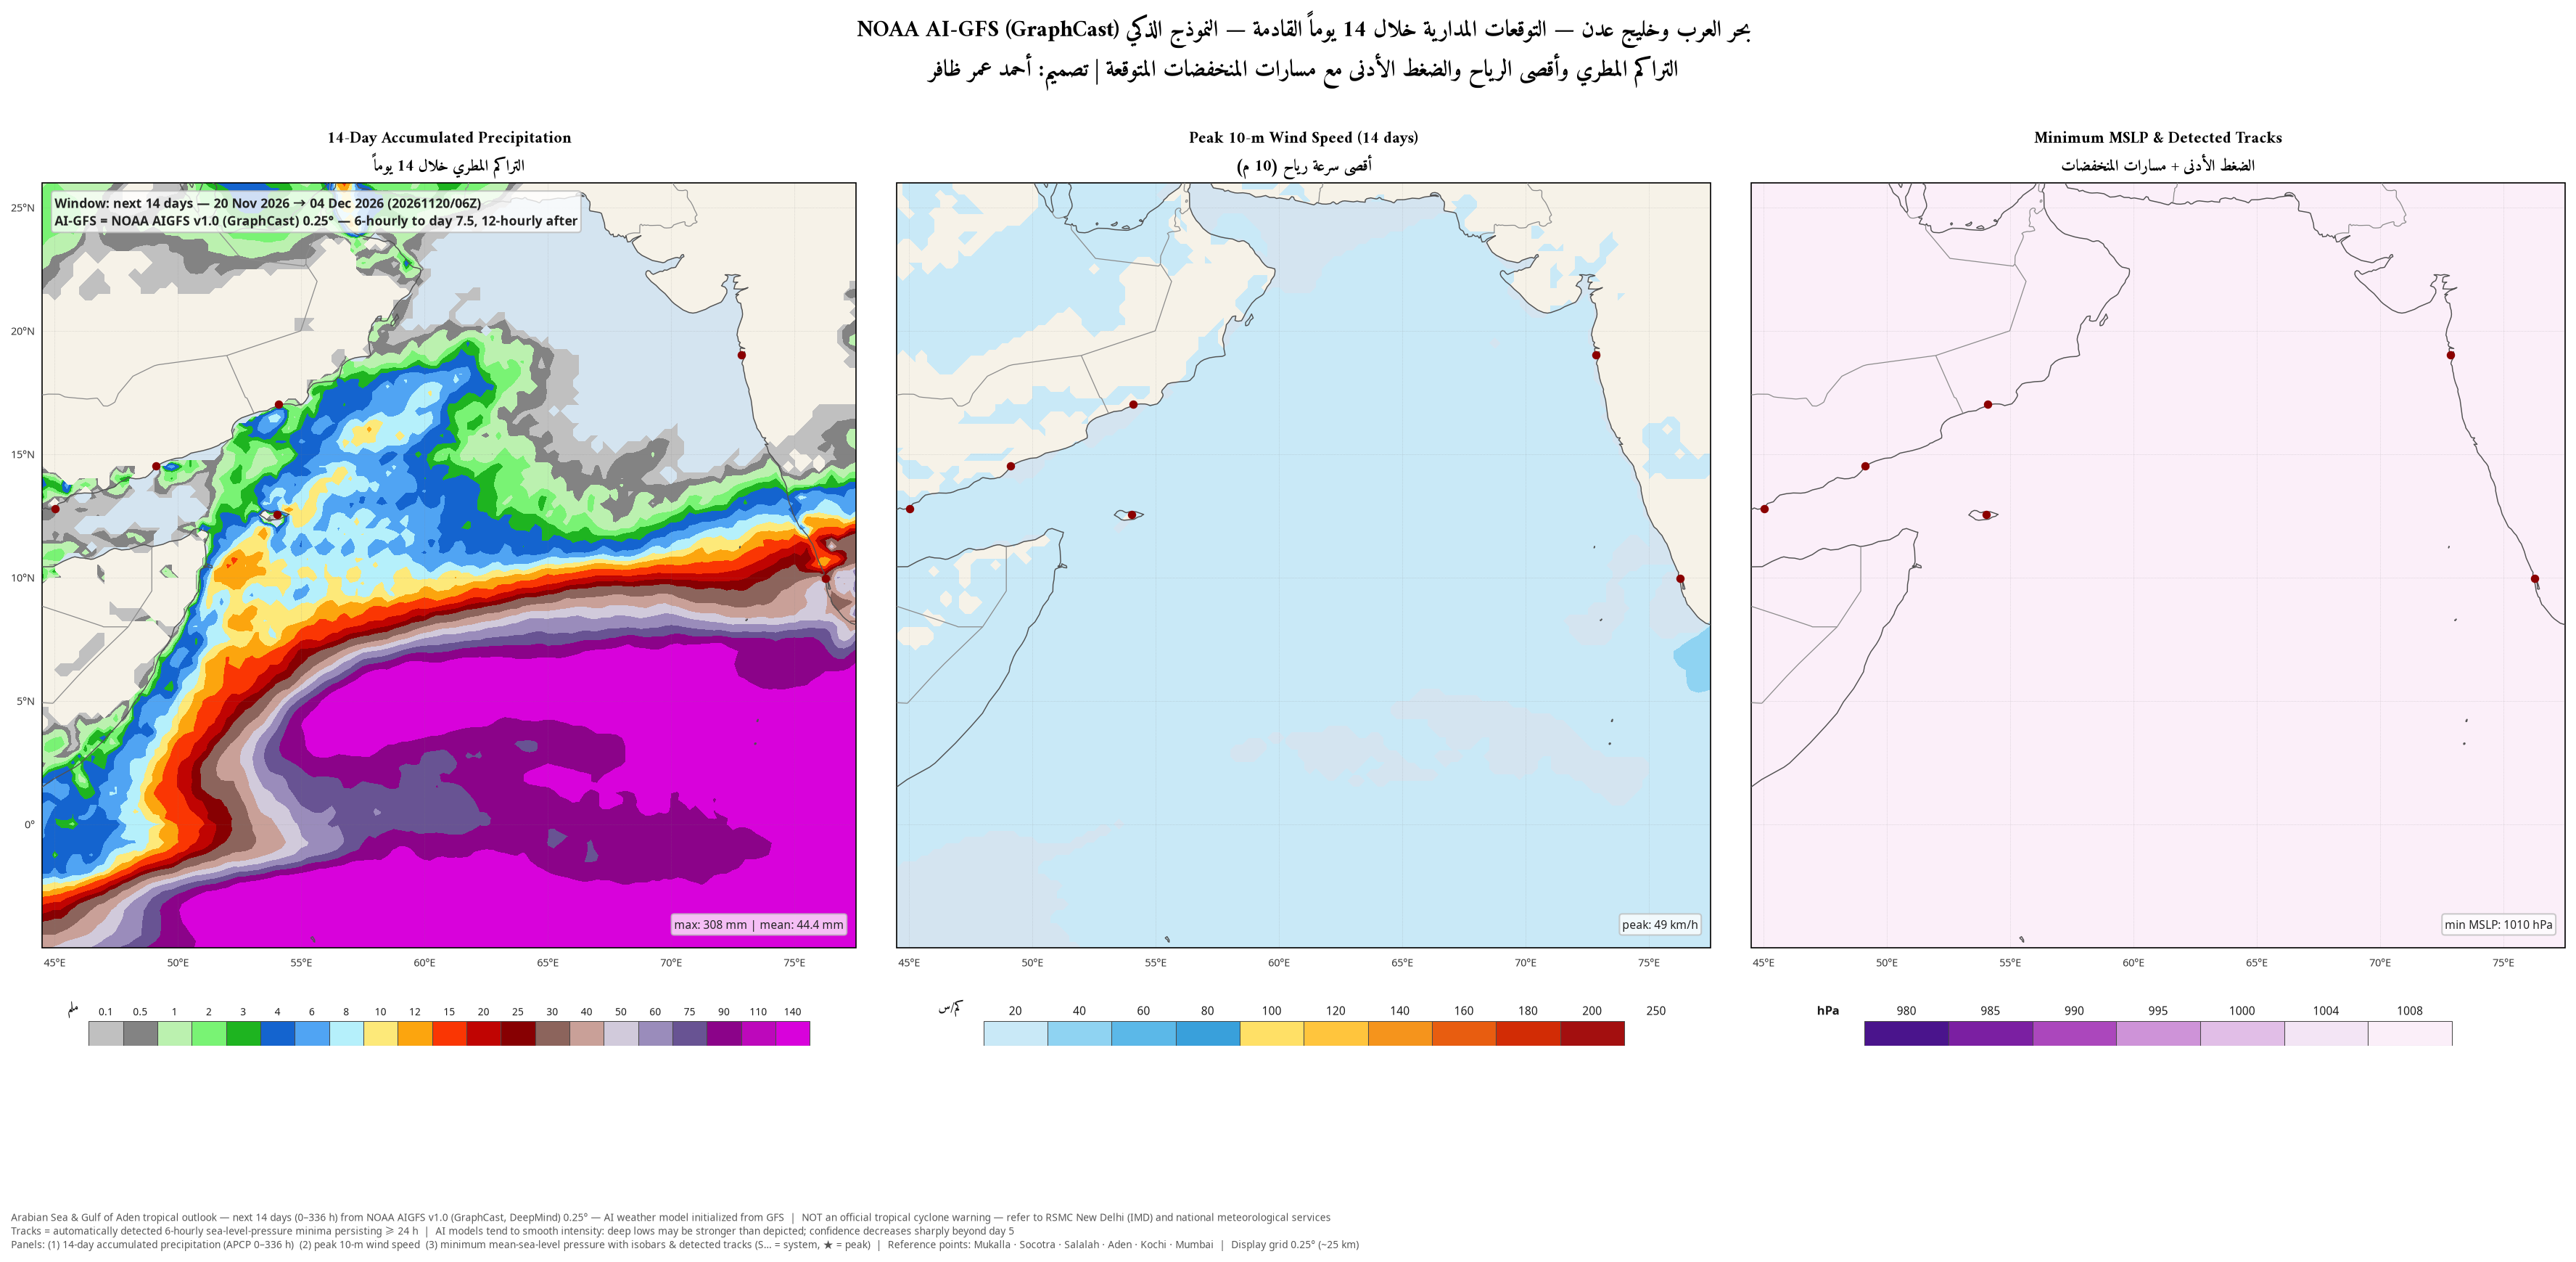 بحر العرب وخليج عدن — التوقعات المدارية خلال 14 يوماً القادمة — النموذج الذكي NOAA AI-GFS (GraphCast)
التراكم المطري وأقصى الرياح والضغط الأدنى مع مسارات المنخفضات المتوقعة | تصميم: أحمد عمر ظافر
14-Day Accumulated Precipitation
التراكم المطري خلال 14 يوماً
Window: next 14 days — 20 Nov 2026 → 04 Dec 2026 (20261120/06Z)
AI-GFS = NOAA AIGFS v1.0 (GraphCast) 0.25° — 6-hourly to day 7.5, 12-hourly after
25°N
20°N
15°N
10°N
5°N
0°
max: 308 mm | mean: 44.4 mm
45°E 50°E 55°E 60°E 65°E 70°E 75°E
ملم
0.1 0.5 1 2 3 4 6 8 10 12 15 20 25 30 40 50 60 75 90 110 140
Peak 10-m Wind Speed (14 days)
أقصى سرعة رياح (10 م)
peak: 49 km/h
45°E 50°E 55°E 60°E 65°E 70°E 75°E
كم/س
20 40 60 80 100 120 140 160 180 200 250
Minimum MSLP & Detected Tracks
الضغط الأدنى + مسارات المنخفضات
min MSLP: 1010 hPa
45°E 50°E 55°E 60°E 65°E 70°E 75°E
hPa
980 985 990 995 1000 1004 1008
Arabian Sea & Gulf of Aden tropical outlook — next 14 days (0–336 h) from NOAA AIGFS v1.0 (GraphCast, DeepMind) 0.25° — AI weather model initialized from GFS | NOT an official tropical cyclone warning — refer to RSMC New Delhi (IMD) and national meteorological services
Tracks = automatically detected 6-hourly sea-level-pressure minima persisting ⩾ 24 h | AI models tend to smooth intensity: deep lows may be stronger than depicted; confidence decreases sharply beyond day 5
Panels: (1) 14-day accumulated precipitation (APCP 0–336 h) (2) peak 10-m wind speed (3) minimum mean-sea-level pressure with isobars & detected tracks (S… = system, ★ = peak) | Reference points: Mukalla · Socotra · Salalah · Aden · Kochi · Mumbai | Display grid 0.25° (~25 km)